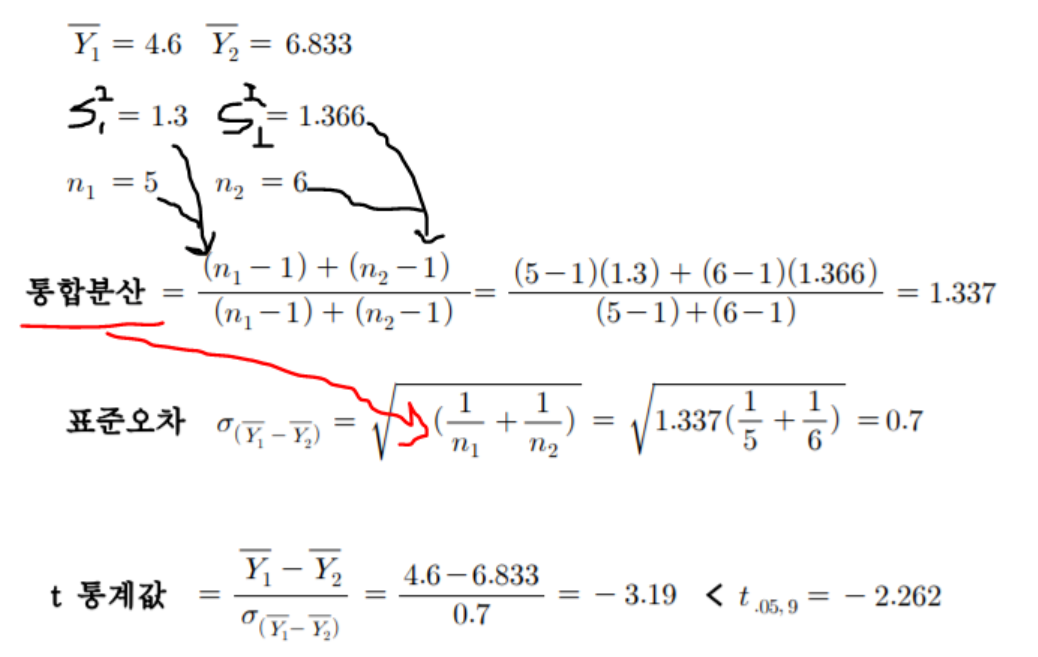 Y̅₁ = 4.6 Y̅₂ = 6.833
S₁² = 1.3 S₂² = 1.366
n₁ = 5 n₂ = 6
통합분산 = (n₁−1)+(n₂−1) / (n₁−1)+(n₂−1) = (5−1)(1.3)+(6−1)(1.366) / (5−1)+(6−1) = 1.337
표준오차 σ(Y̅₁−Y̅₂) = √(1/n₁ + 1/n₂) = √1.337(1/5 + 1/6) = 0.7
t 통계값 = Y̅₁−Y̅₂ / σ(Y̅₁−Y̅₂) = 4.6−6.833 / 0.7 = −3.19 < t.05,9 = −2.262